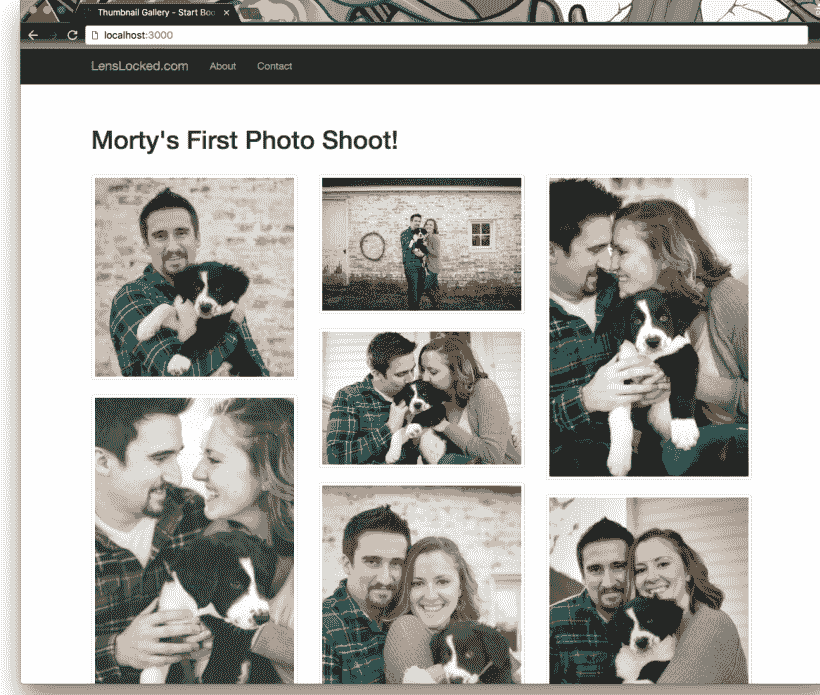 Thumbnail Gallery - Start Boo
localhost:3000
LensLocked.com About Contact
Morty's First Photo Shoot!